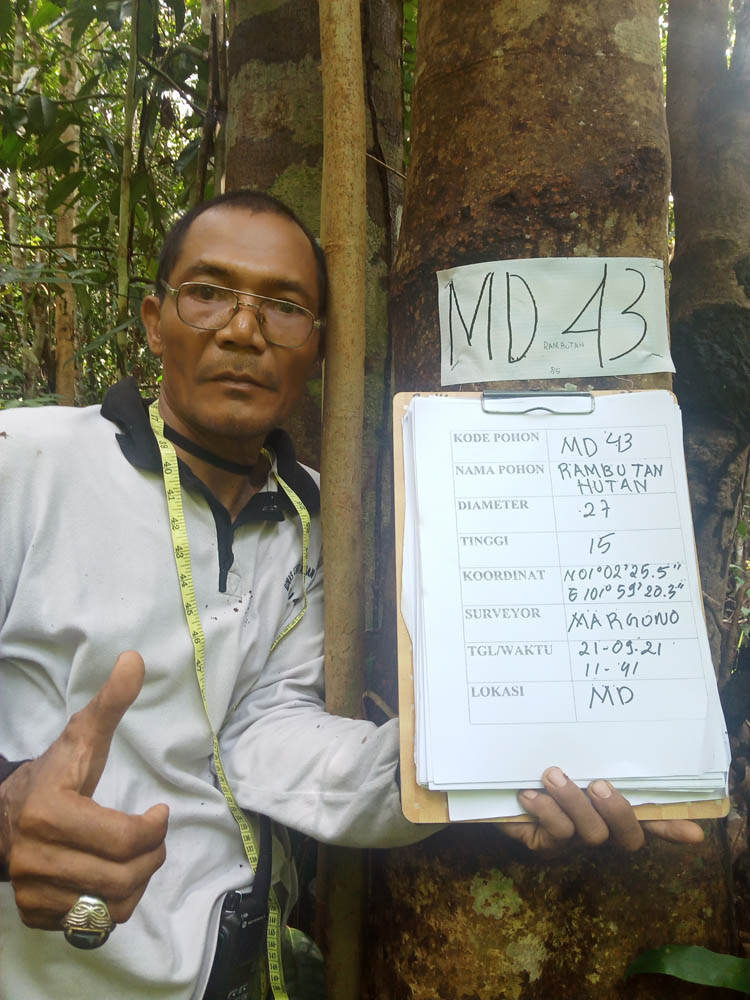 MD 43
RAMBUTAN
KODE POHON MD 43
NAMA POHON RAMBUTAN
HUTAN
DIAMETER 27
TINGGI 15
KOORDINAT N01°02'25.5"
E 101°59'20.3"
SURVEYOR MARGONO
TGL/WAKTU 21-09-21
11-41
LOKASI MD